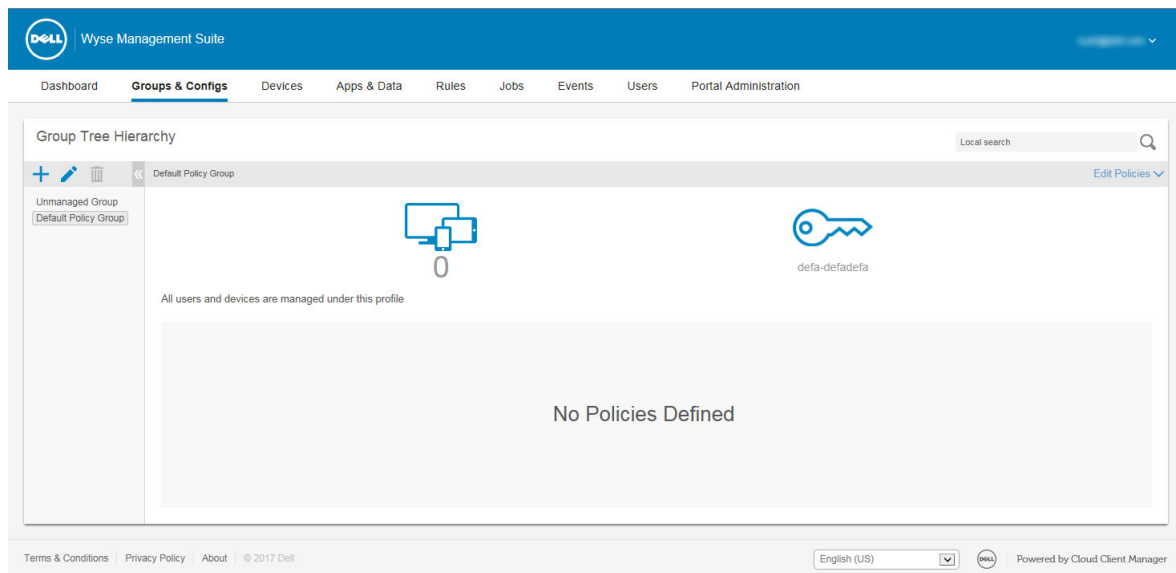 DELL
Wyse Management Suite
Dashboard Groups & Configs Devices Apps & Data Rules Jobs Events Users Portal Administration
Group Tree Hierarchy
Local search
Default Policy Group
Edit Policies
Unmanaged Group
Default Policy Group
0
defa-defadefa
All users and devices are managed under this profile
No Policies Defined
Terms & Conditions Privacy Policy About © 2017 Dell
English (US)
DELL
Powered by Cloud Client Manager